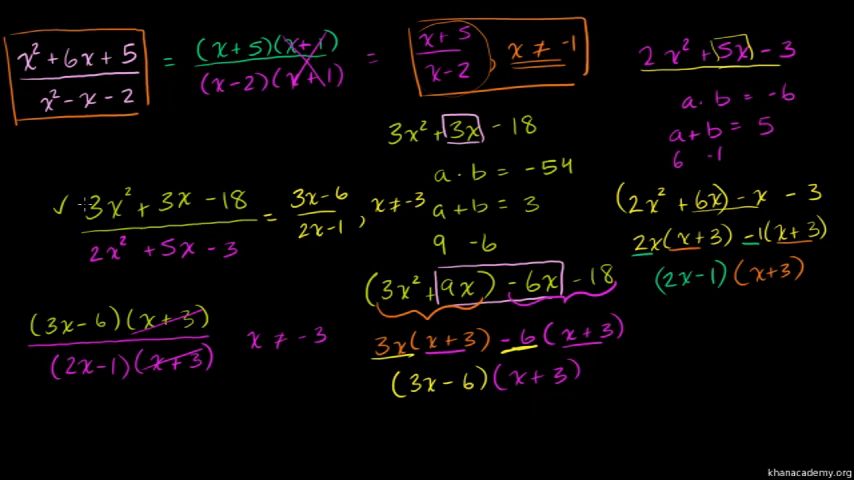 x² + 6x + 5 / x² - x - 2 = (x+5)(x+1) / (x-2)(x+1) = x+5 / x-2 , x ≠ -1
3x² + 3x - 18
a · b = -54
a + b = 3
9 -6
(3x² + 9x) - 6x - 18
3x(x+3) - 6(x+3)
(3x-6)(x+3)
2x² + 5x - 3
a · b = -6
a + b = 5
6 -1
(2x² + 6x) - x - 3
2x(x+3) -1(x+3)
(2x-1)(x+3)
✓ 3x² + 3x - 18 / 2x² + 5x - 3 = 3x-6 / 2x-1 , x ≠ -3
(3x-6)(x+3) / (2x-1)(x+3) x ≠ -3
khanacademy.org